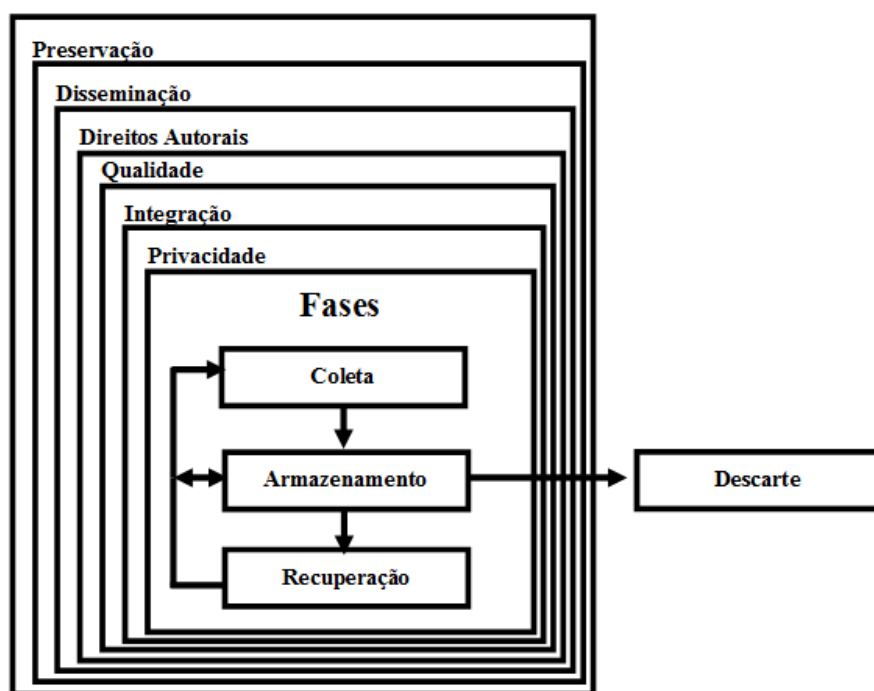 Preservação
Disseminação
Direitos Autorais
Qualidade
Integração
Privacidade
Fases
Coleta
Armazenamento
Descarte
Recuperação